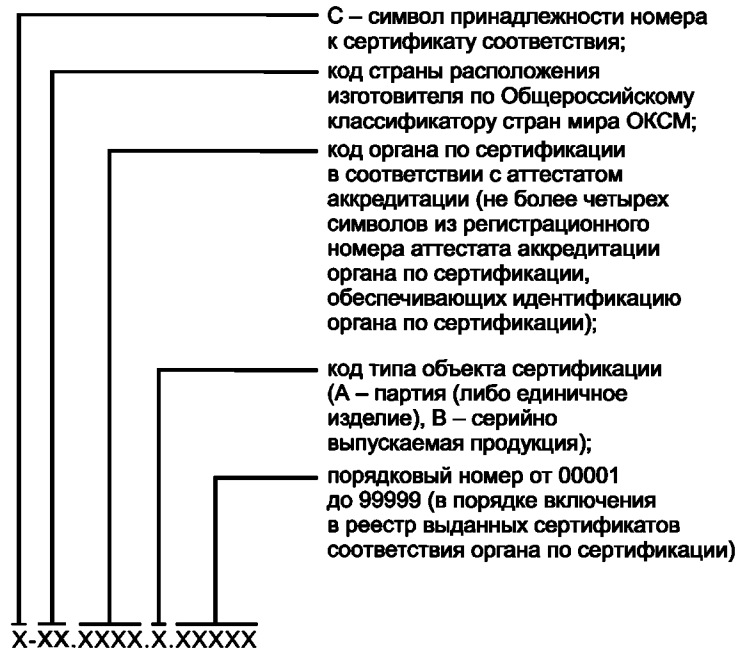 С – символ принадлежности номера
к сертификату соответствия;
код страны расположения
изготовителя по Общероссийскому
классификатору стран мира ОКСМ;
код органа по сертификации
в соответствии с аттестатом
аккредитации (не более четырех
символов из регистрационного
номера аттестата аккредитации
органа по сертификации,
обеспечивающих идентификацию
органа по сертификации);
код типа объекта сертификации
(А – партия (либо единичное
изделие), В – серийно
выпускаемая продукция);
порядковый номер от 00001
до 99999 (в порядке включения
в реестр выданных сертификатов
соответствия органа по сертификации)
Х-ХХ.ХХХХ.Х.ХХХХХ